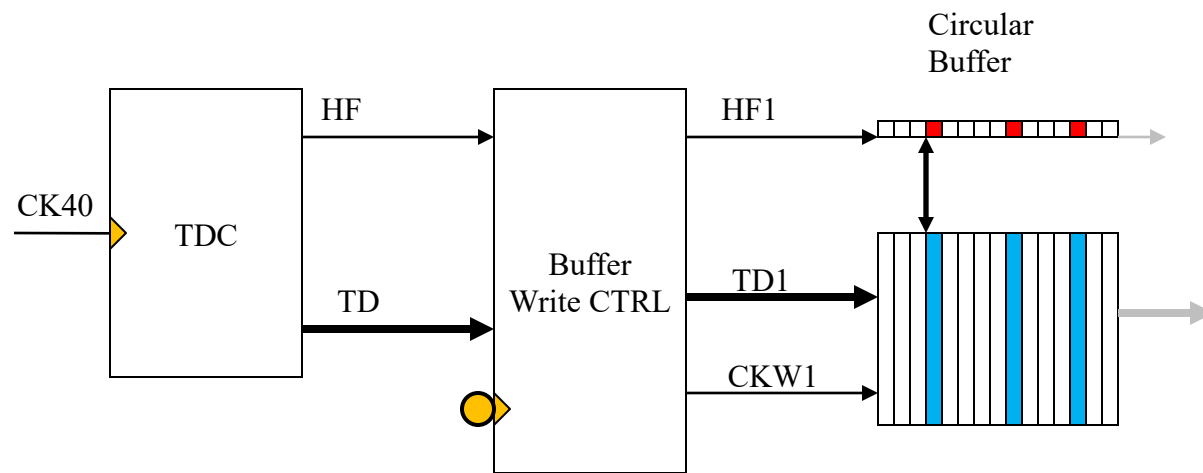 Circular
Buffer
HF
HF1
CK40
TDC
Buffer
Write CTRL
TD
TD1
CKW1